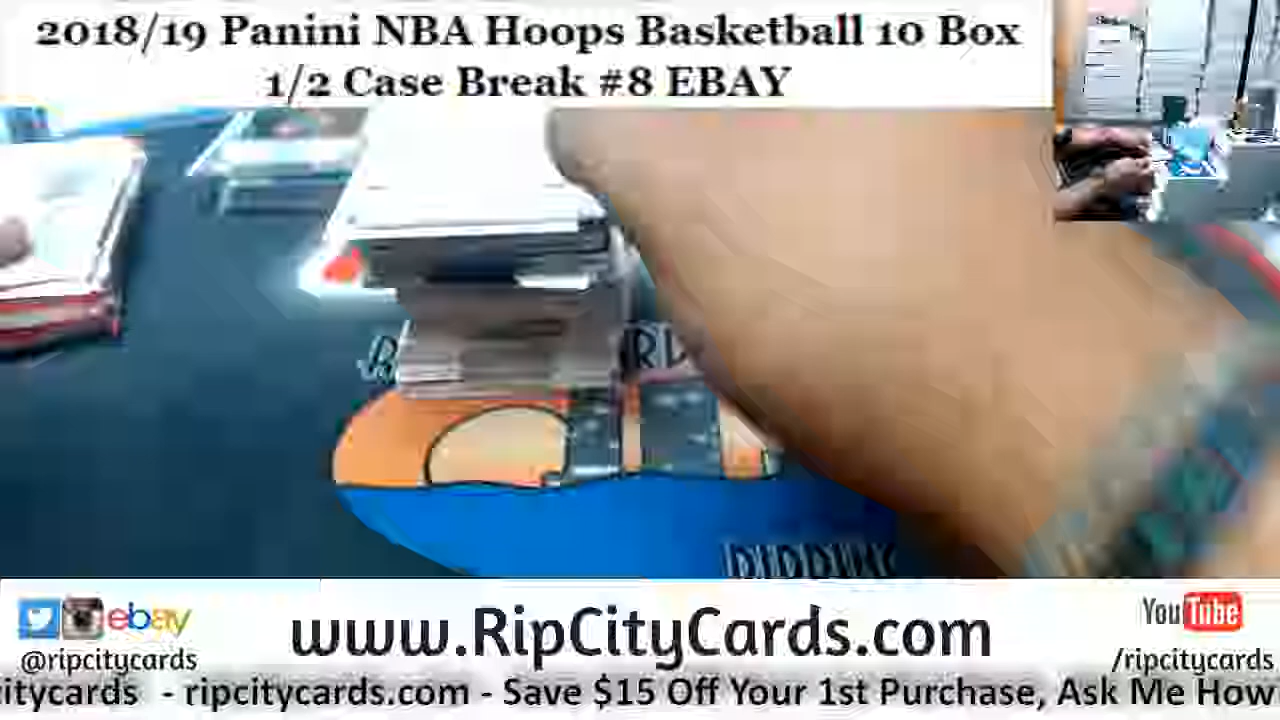 2018/19 Panini NBA Hoops Basketball 10 Box
1/2 Case Break #8 EBAY
ebay
www.RipCityCards.com
YouTube
@ripcitycards
/ripcitycards
itycards - ripcitycards.com - Save $15 Off Your 1st Purchase, Ask Me How